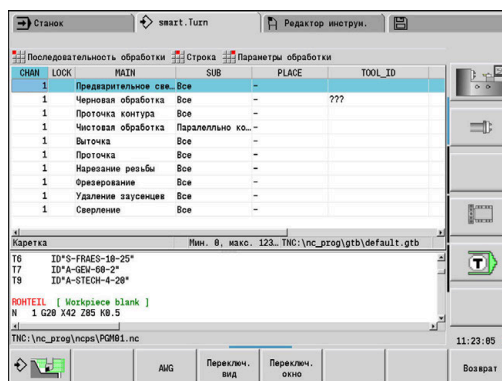 Станок smart.Turn Редактор инструн.
Последовательность обработки Строка Параметры обработки
CHAN LOCK MAIN SUB PLACE TOOL_ID
1 Предварительное све… Все –
1 Черновая обработка Все – ???
1 Проточка контура Все –
1 Чистовая обработка Паралелльно ко… –
1 Выточка Все –
1 Проточка Все –
1 Нарезание резьбы Все –
1 Фрезерование Все –
1 Удаление заусенцев Все –
1 Сверление Все –
Каретка Мин. 0, макс. 123… TNC:\nc_prog\gtb\default.gtb
T6 ID"S-FRAES-10-25"
T7 ID"A-GEW-60-2"
T9 ID"A-STECH-4-20"
ROHTEIL [ Workpiece blank ]
N 1 G20 X42 Z85 K0.5
TNC:\nc_prog\ncps\PGM01.nc
T
11:23:05
AWG Переключ. вид Переключ. окно Возврат